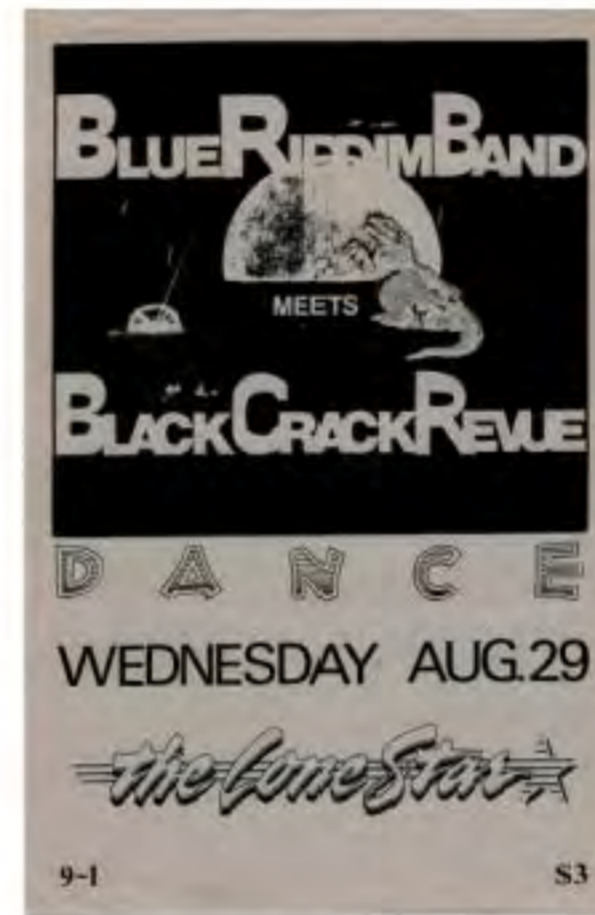 BLUE RIDDIM BAND
MEETS
BLACK CRACK REVUE
DANCE
WEDNESDAY AUG. 29
the Lone Star
9-1 $3